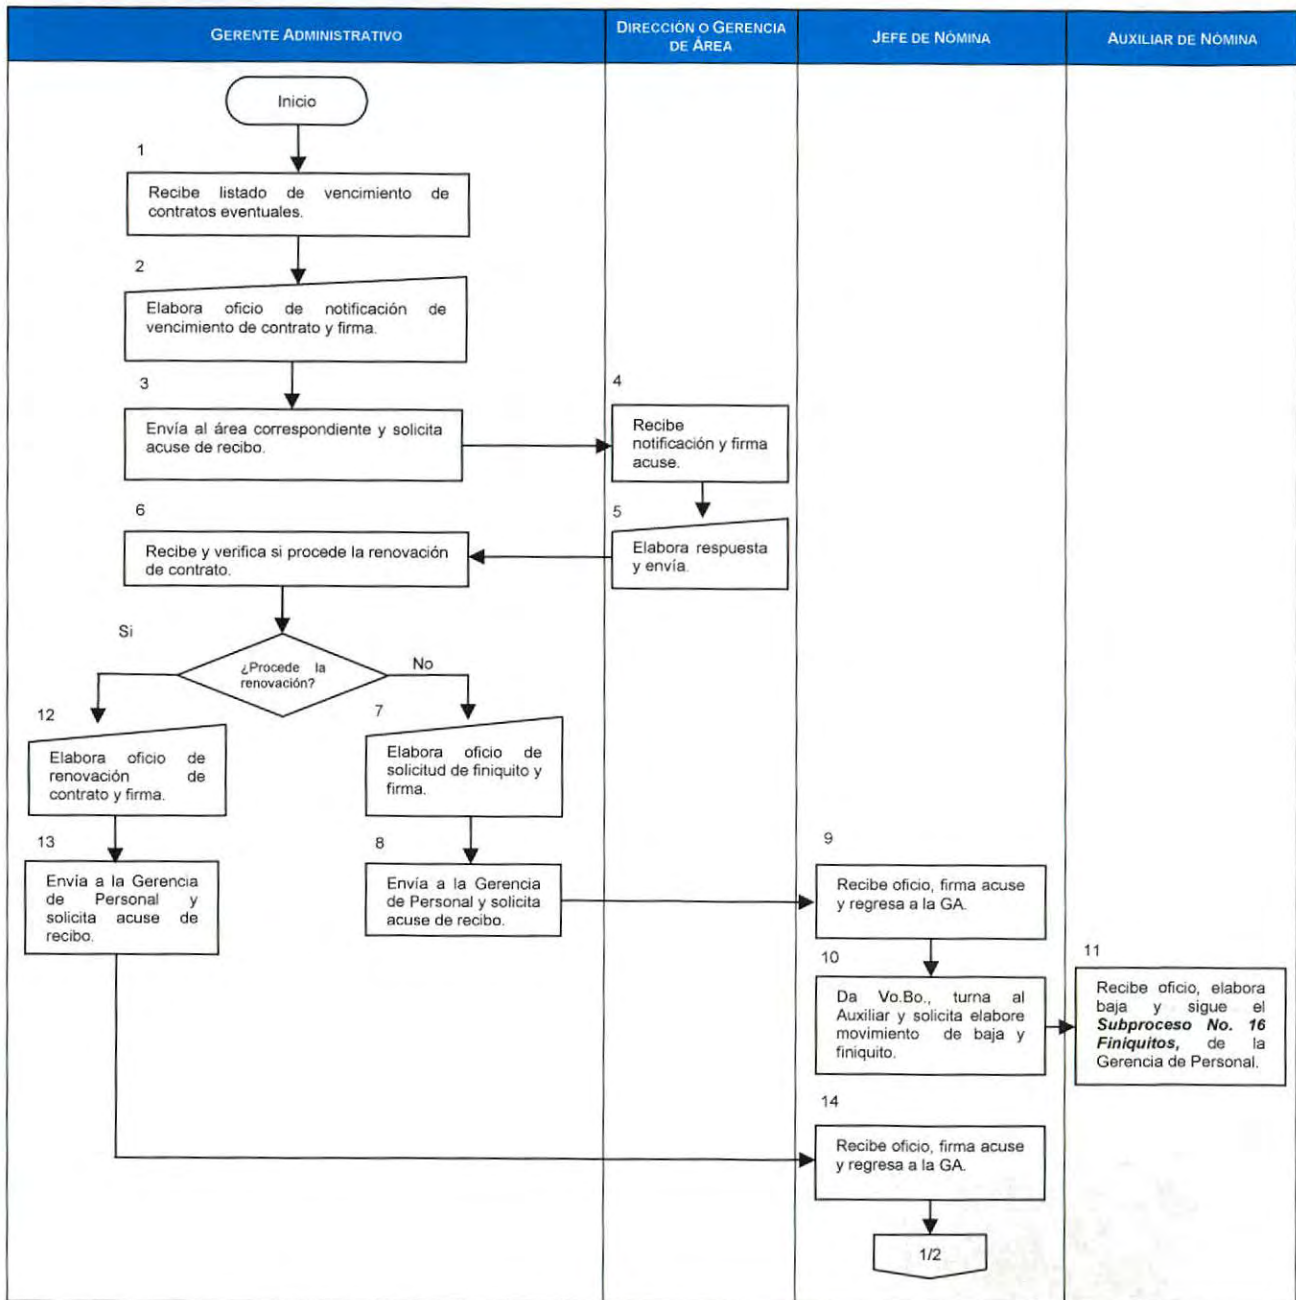 GERENTE ADMINISTRATIVO
DIRECCIÓN O GERENCIA
DE ÁREA
JEFE DE NÓMINA
AUXILIAR DE NÓMINA
Inicio
1
Recibe listado de vencimiento de
contratos eventuales.
2
Elabora oficio de notificación de
vencimiento de contrato y firma.
3
Envía al área correspondiente y solicita
acuse de recibo.
4
Recibe
notificación y firma
acuse.
5
Elabora respuesta
y envía.
6
Recibe y verifica si procede la renovación
de contrato.
Si
¿Procede la
renovación?
No
12
Elabora oficio de
renovación de
contrato y firma.
7
Elabora oficio de
solicitud de finiquito y
firma.
13
Envía a la Gerencia
de Personal y
solicita acuse de
recibo.
8
Envía a la Gerencia
de Personal y solicita
acuse de recibo.
9
Recibe oficio, firma acuse
y regresa a la GA.
10
Da Vo.Bo., turna al
Auxiliar y solicita elabore
movimiento de baja y
finiquito.
11
Recibe oficio, elabora
baja y sigue el
Subproceso No. 16
Finiquitos, de la
Gerencia de Personal.
14
Recibe oficio, firma acuse
y regresa a la GA.
1/2